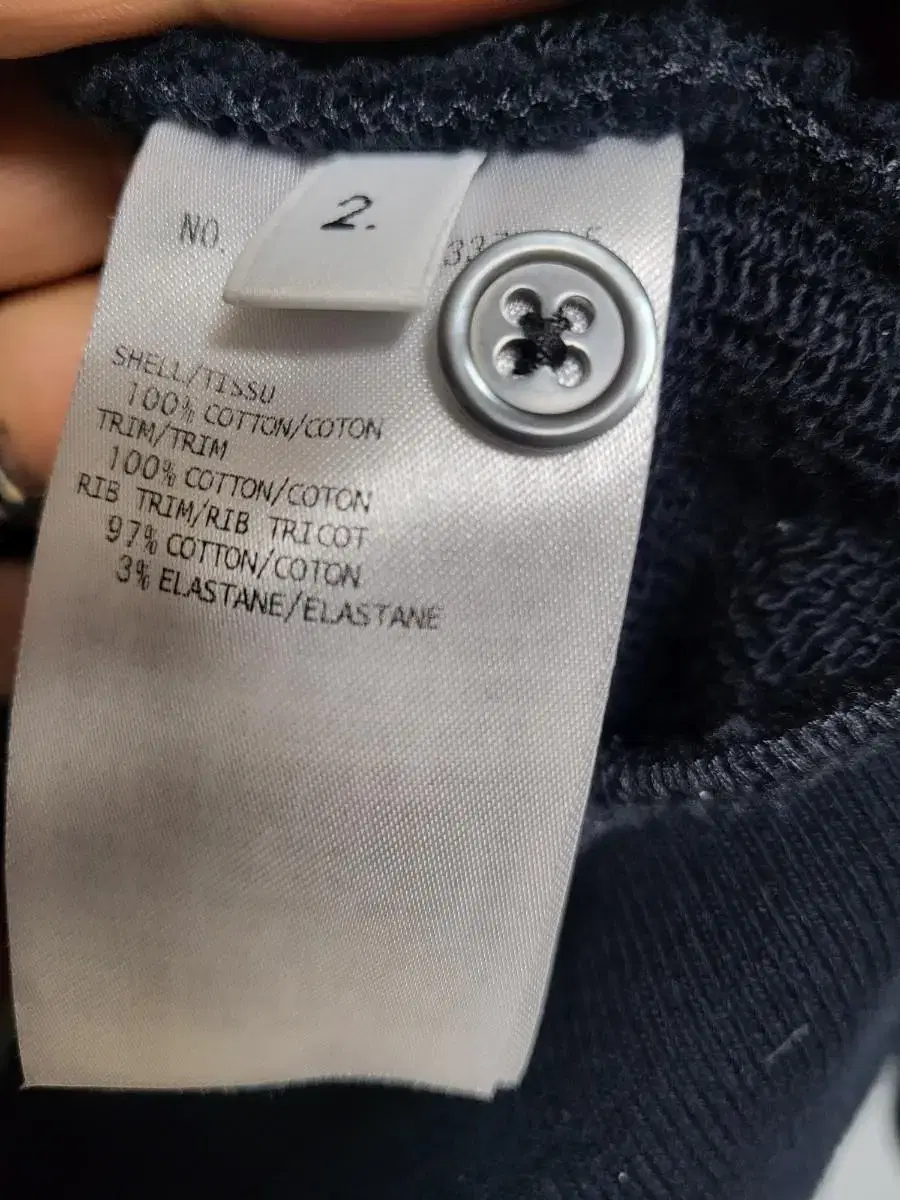 2.
NO.
SHELL/TISSU
100% COTTON/COTON
TRIM/TRIM
100% COTTON/COTON
RIB TRIM/RIB TRICOT
97% COTTON/COTON
3% ELASTANE/ELASTANE